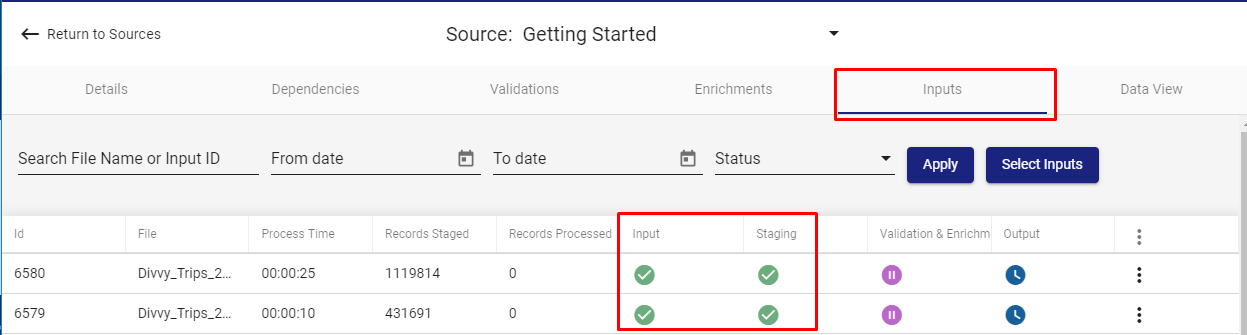 Return to Sources
Source: Getting Started
Details Dependencies Validations Enrichments Inputs Data View
Search File Name or Input ID From date To date Status Apply Select Inputs
Id File Process Time Records Staged Records Processed Input Staging Validation & Enrichm Output
6580 Divvy_Trips_2... 00:00:25 1119814 0
6579 Divvy_Trips_2... 00:00:10 431691 0